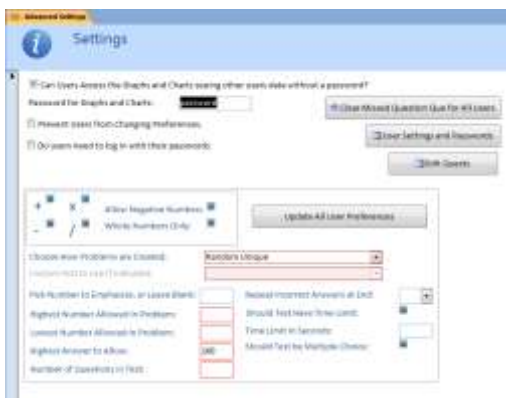 Advanced Settings
Settings
Can Users Access the Graphs and Charts seeing other users data without a password?
Password for Graphs and Charts: password
Clear Missed Question Que for All users
Prevent Users from Changing Preferences.
User Settings and Passwords
Do users need to log in with their passwords
Edit Users
+ x Allow Negative Numbers
- / Whole Numbers Only
Update All User Preferences
Choose How Problems are Created: Random Unique
Pick Number to Emphasize, or Leave Blank:
Repeat Incorrect Answers at End:
Highest Number Allowed in Problem:
Should Test Have Time Limit:
Lowest Number Allowed in Problem:
Time Limit in Seconds:
Highest Answer to Allow:
Should Test be Multiple Choice:
Number of Questions in Test: